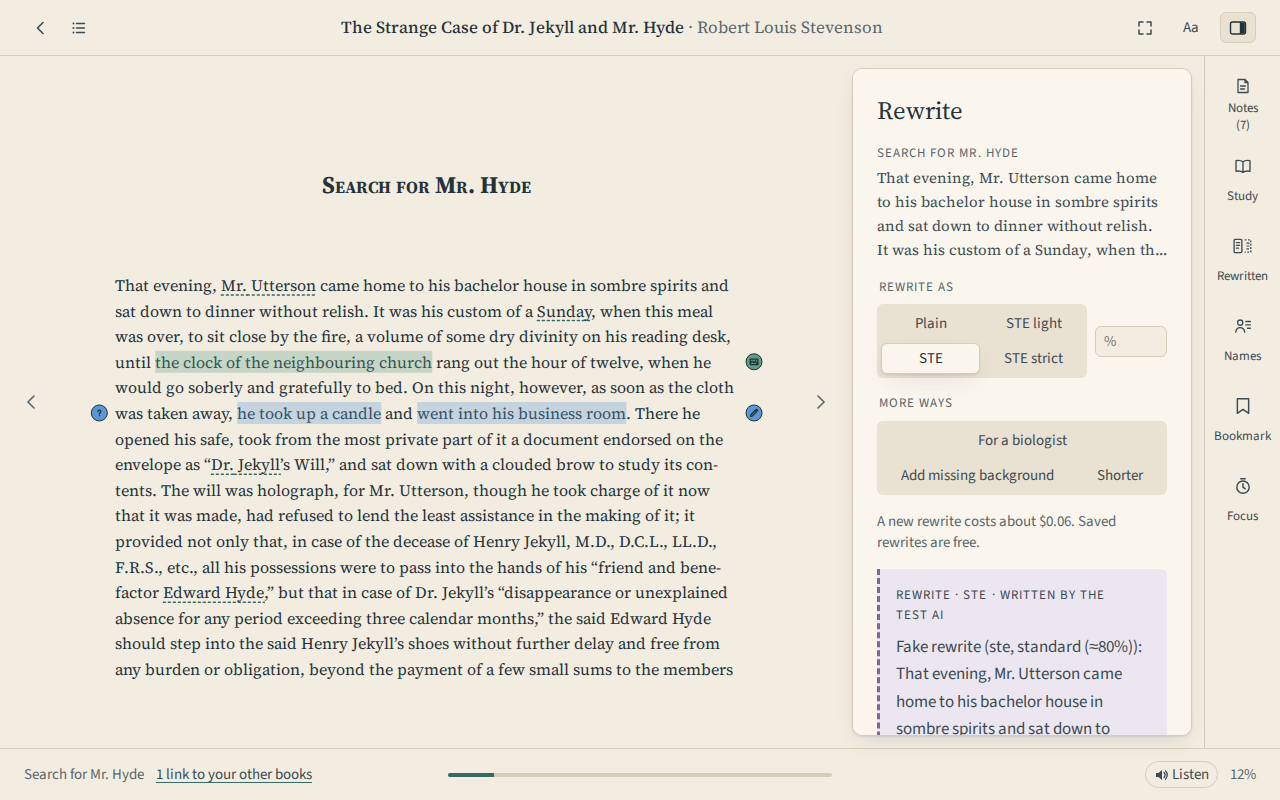 The Strange Case of Dr. Jekyll and Mr. Hyde · Robert Louis Stevenson
Aa
Search for Mr. Hyde
That evening, Mr. Utterson came home to his bachelor house in sombre spirits and
sat down to dinner without relish. It was his custom of a Sunday, when this meal
was over, to sit close by the fire, a volume of some dry divinity on his reading desk,
until the clock of the neighbouring church rang out the hour of twelve, when he
would go soberly and gratefully to bed. On this night, however, as soon as the cloth
? was taken away, he took up a candle and went into his business room. There he
opened his safe, took from the most private part of it a document endorsed on the
envelope as “Dr. Jekyll’s Will,” and sat down with a clouded brow to study its con-
tents. The will was holograph, for Mr. Utterson, though he took charge of it now
that it was made, had refused to lend the least assistance in the making of it; it
provided not only that, in case of the decease of Henry Jekyll, M.D., D.C.L., LL.D.,
F.R.S., etc., all his possessions were to pass into the hands of his “friend and bene-
factor Edward Hyde,” but that in case of Dr. Jekyll’s “disappearance or unexplained
absence for any period exceeding three calendar months,” the said Edward Hyde
should step into the said Henry Jekyll’s shoes without further delay and free from
any burden or obligation, beyond the payment of a few small sums to the members
Rewrite
SEARCH FOR MR. HYDE
That evening, Mr. Utterson came home
to his bachelor house in sombre spirits
and sat down to dinner without relish.
It was his custom of a Sunday, when th...
REWRITE AS
Plain STE light
STE STE strict
%
MORE WAYS
For a biologist
Add missing background Shorter
A new rewrite costs about $0.06. Saved
rewrites are free.
REWRITE · STE · WRITTEN BY THE
TEST AI
Fake rewrite (ste, standard (≈80%)):
That evening, Mr. Utterson came
home to his bachelor house in
sombre spirits and sat down to
Notes
(7)
Study
Rewritten
Names
Bookmark
Focus
Search for Mr. Hyde 1 link to your other books
Listen 12%